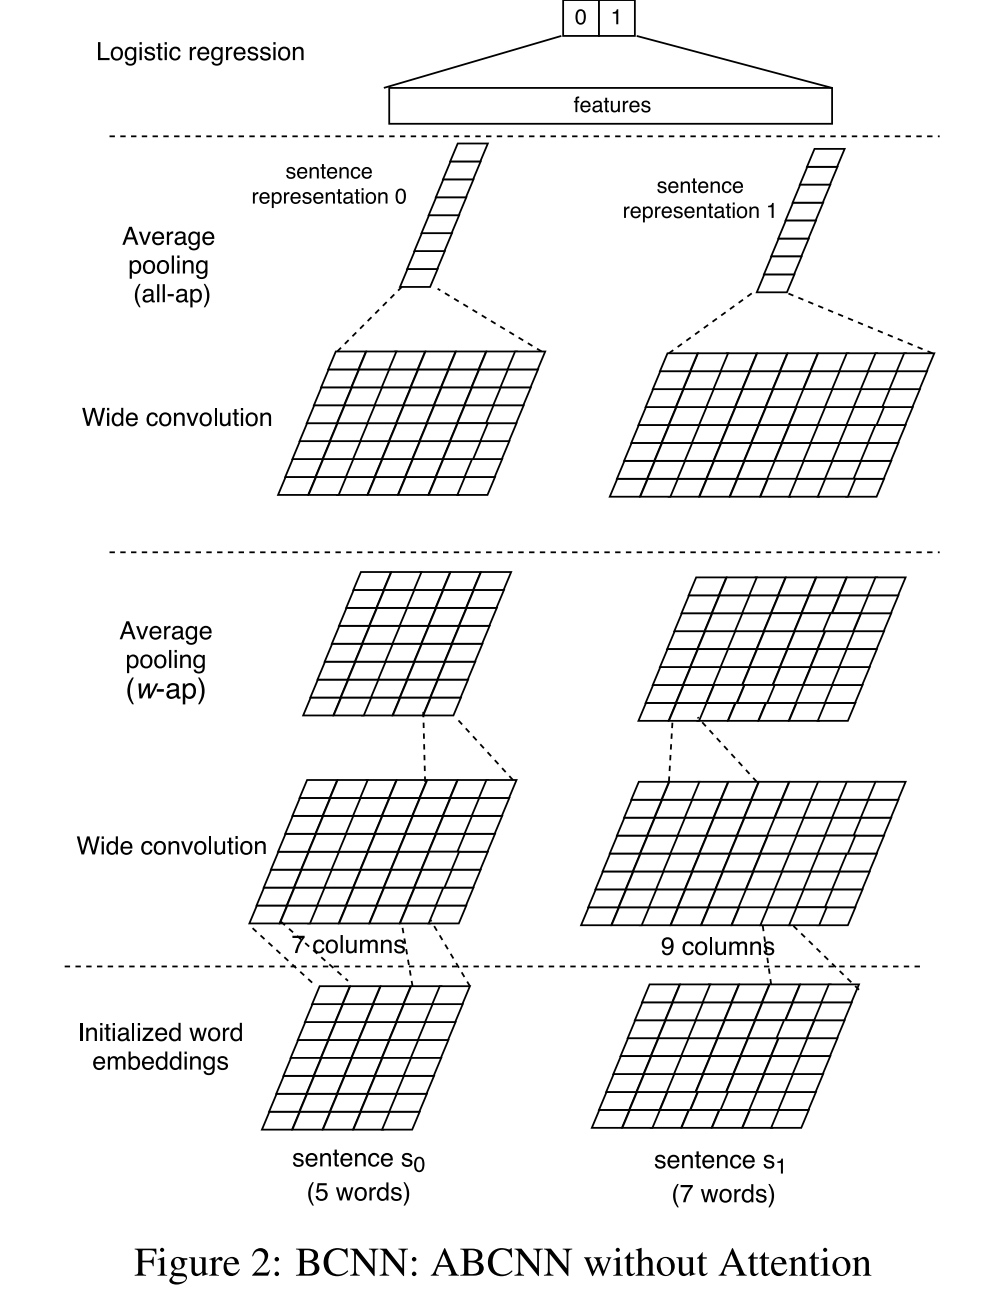 0 1
Logistic regression
features
sentence
representation 0
sentence
representation 1
Average
pooling
(all-ap)
Wide convolution
Average
pooling
(w-ap)
Wide convolution
7 columns
9 columns
Initialized word
embeddings
sentence s0
(5 words)
sentence s1
(7 words)
Figure 2: BCNN: ABCNN without Attention